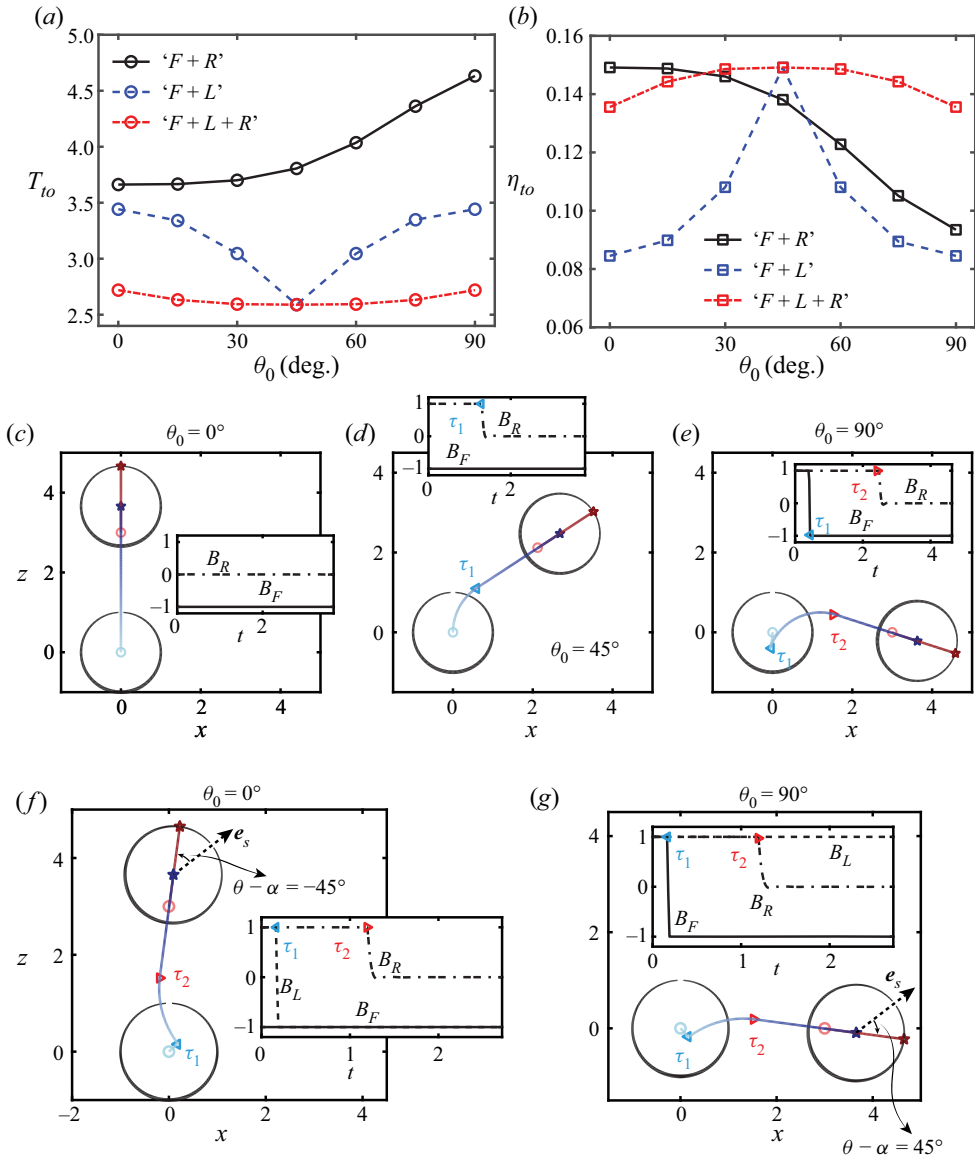 (a)
5.0
4.5
4.0
3.5
3.0
2.5
T_to
‘F + R’
‘F + L’
‘F + L + R’
0 30 60 90
θ_0 (deg.)
(b)
0.16
0.14
0.12
0.10
0.08
0.06
η_to
‘F + R’
‘F + L’
‘F + L + R’
0 30 60 90
θ_0 (deg.)
(c)
θ_0 = 0°
4
2
0
z
0 2 4
x
1
0
−1
B_R
B_F
0 2
t
(d)
1
0
−1
τ_1
B_R
B_F
0 2
t
4
2
0
τ_1
θ_0 = 45°
0 2 4
x
(e)
θ_0 = 90°
1
0
−1
τ_1
τ_2
B_R
B_F
0 2 4
t
4
2
0
τ_1
τ_2
0 2 4
x
(f)
θ_0 = 0°
4
2
0
z
e_s
θ − α = −45°
τ_2
τ_1
1
0
−1
τ_1
τ_2
B_R
B_L
B_F
0 1 2
t
−2 0 2 4
x
(g)
θ_0 = 90°
4
2
0
1
0
−1
τ_1
τ_2
B_L
B_R
B_F
0 1 2
t
e_s
τ_1
τ_2
0 2 4
x
θ − α = 45°